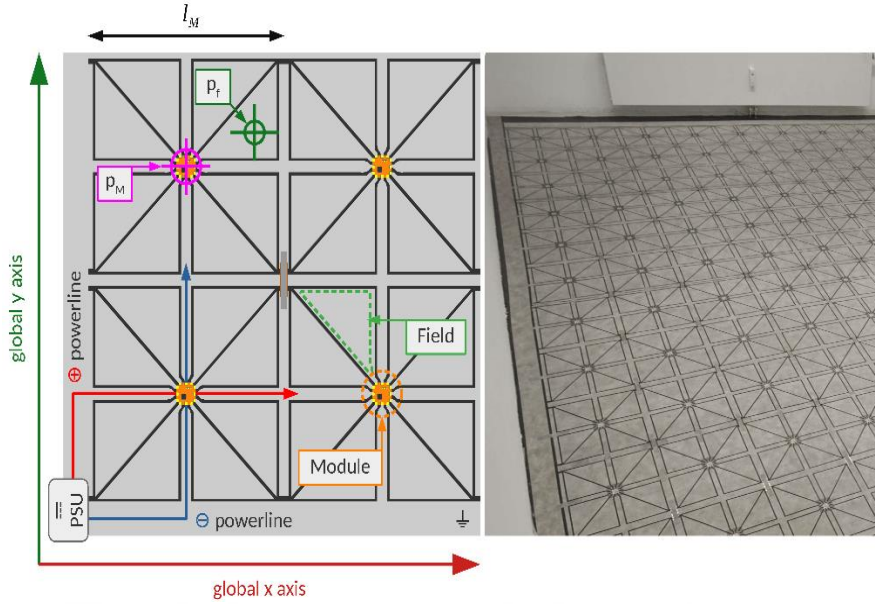 l_M
p_f
p_M
global y axis
⊕ powerline
Field
Module
PSU
⊖ powerline
global x axis